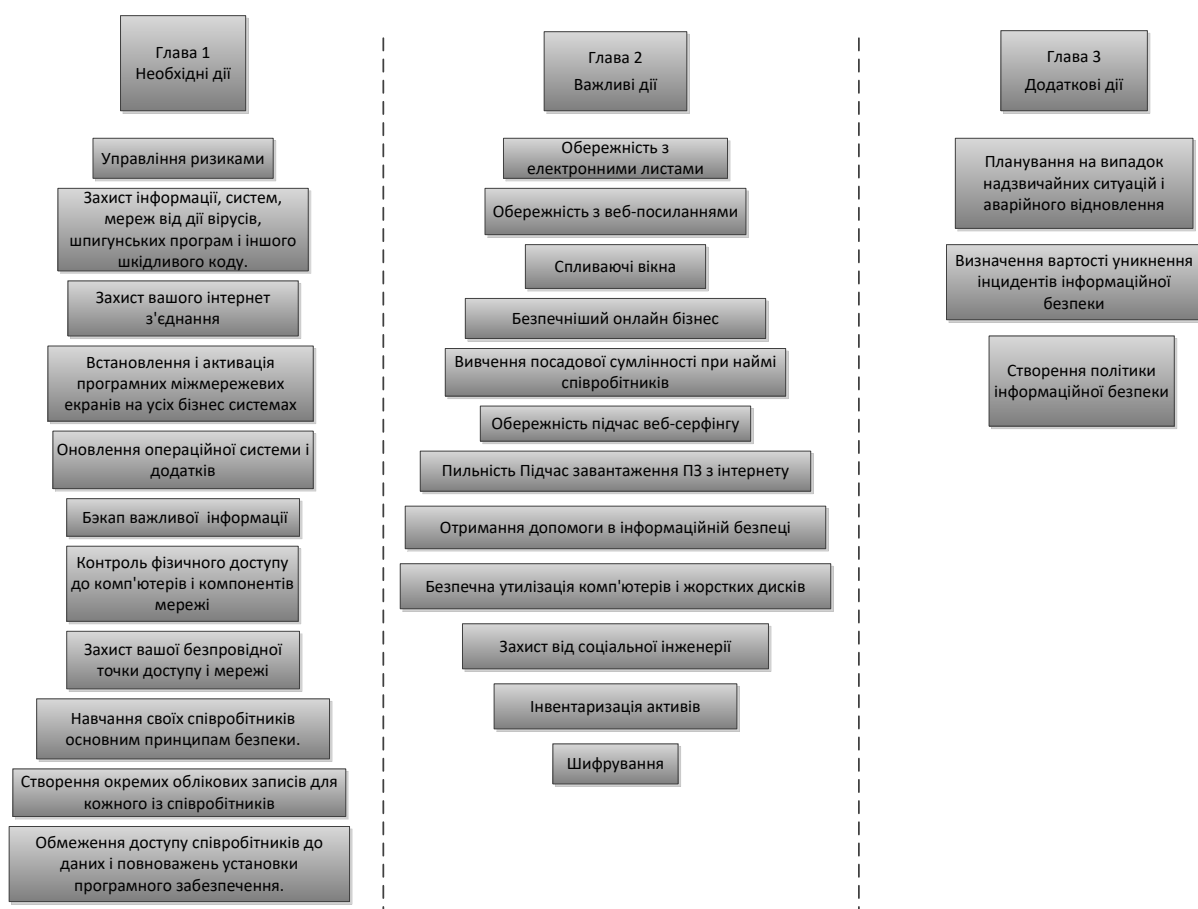 Глава 1
Необхідні дії
Управління ризиками
Захист інформації, систем,
мереж від дії вірусів,
шпигунських програм і іншого
шкідливого коду.
Захист вашого інтернет
з'єднання
Встановлення і активація
програмних міжмережевих
екранів на усіх бізнес системах
Оновлення операційної системи і
додатків
Бэкап важливої інформації
Контроль фізичного доступу
до комп'ютерів і компонентів
мережі
Захист вашої безпровідної
точки доступу і мережі
Навчання своїх співробітників
основним принципам безпеки.
Створення окремих облікових записів для
кожного із співробітників
Обмеження доступу співробітників до
даних і повноважень установки
програмного забезпечення.
Глава 2
Важливі дії
Обережність з
електронними листами
Обережність з веб-посиланнями
Спливаючі вікна
Безпечніший онлайн бізнес
Вивчення посадової сумлінності при наймі
співробітників
Обережність підчас веб-серфінгу
Пильність Підчас завантаження ПЗ з інтернету
Отримання допомоги в інформаційній безпеці
Безпечна утилізація комп'ютерів і жорстких дисків
Захист від соціальної інженерії
Інвентаризація активів
Шифрування
Глава 3
Додаткові дії
Планування на випадок
надзвичайних ситуацій і
аварійного відновлення
Визначення вартості уникнення
інцидентів інформаційної
безпеки
Створення політики
інформаційної безпеки